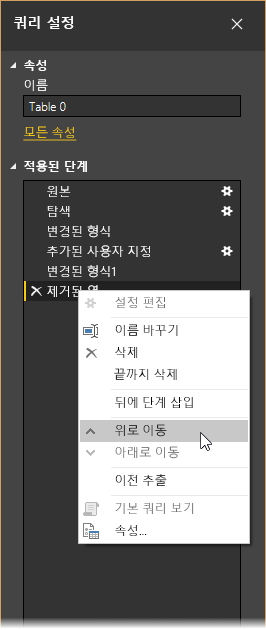 쿼리 설정
속성
이름
Table 0
모든 속성
적용된 단계
원본
탐색
변경된 형식
추가된 사용자 지정
변경된 형식1
제거된 열
설정 편집
이름 바꾸기
삭제
끝까지 삭제
뒤에 단계 삽입
위로 이동
아래로 이동
이전 추출
기본 쿼리 보기
속성...